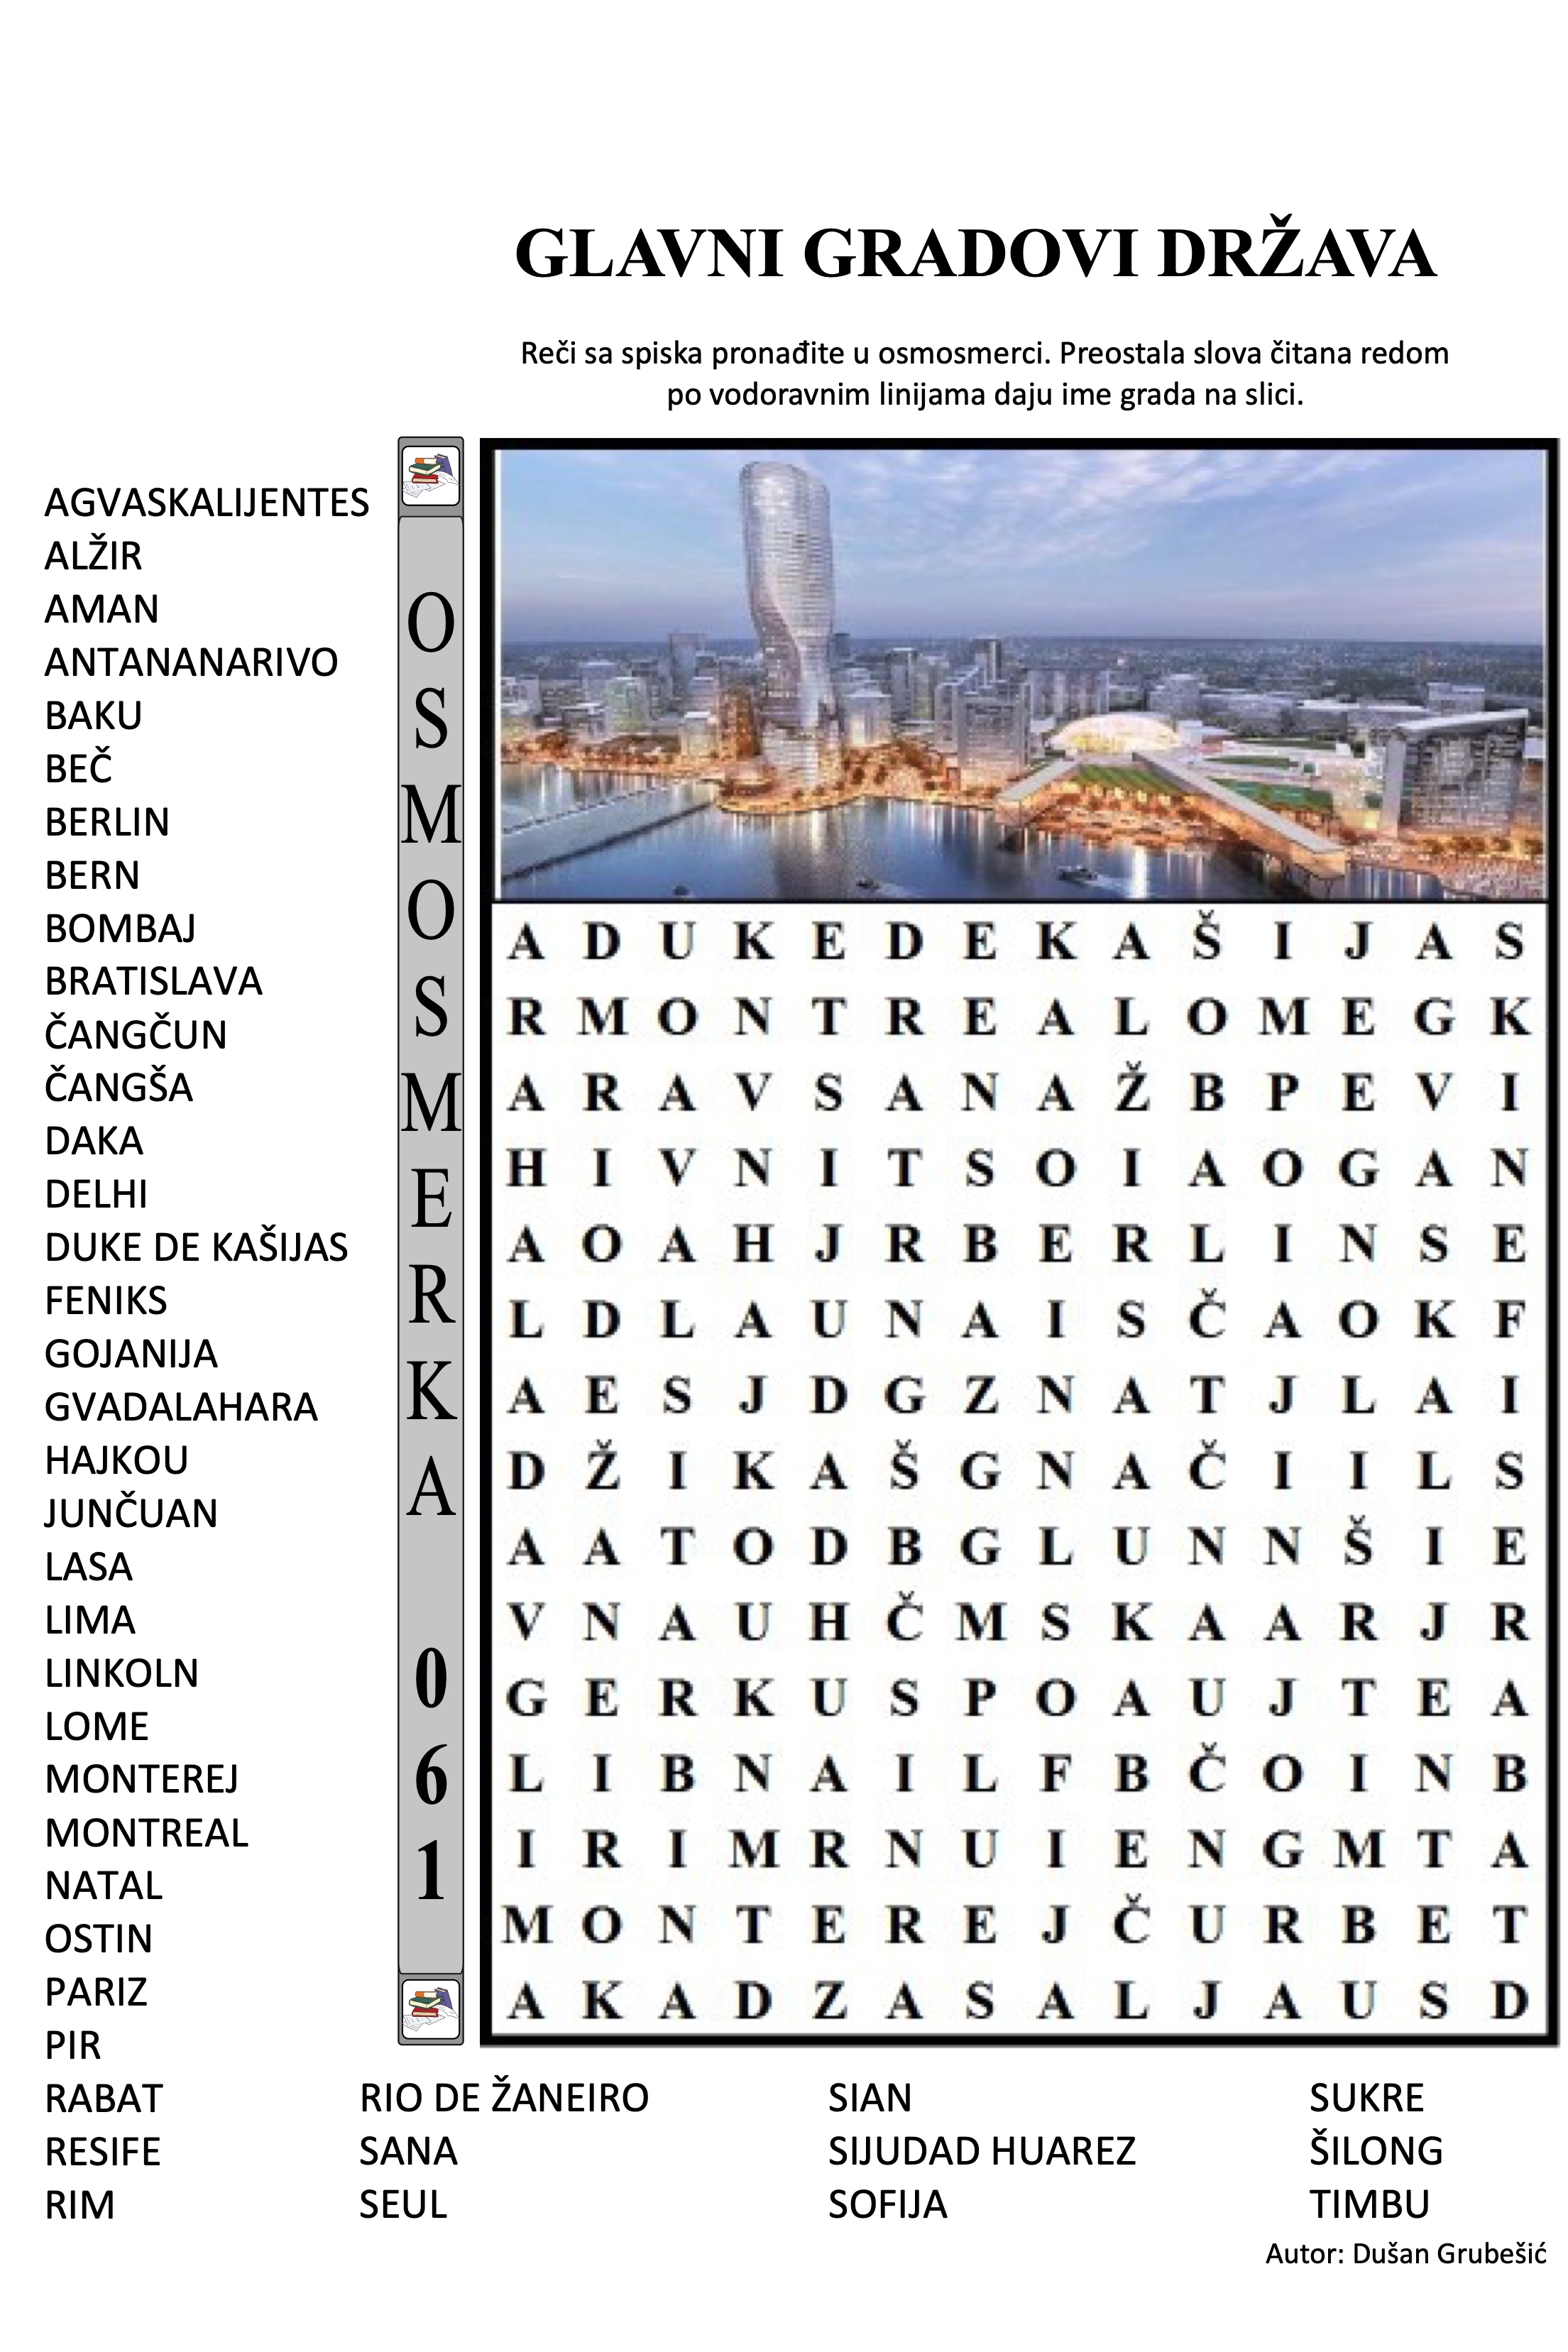 GLAVNI GRADOVI DRŽAVA
Reči sa spiska pronađite u osmosmerci. Preostala slova čitana redom
po vodoravnim linijama daju ime grada na slici.
AGVASKALIJENTES
ALŽIR
AMAN
ANTANANARIVO
BAKU
BEČ
BERLIN
BERN
BOMBAJ
BRATISLAVA
ČANGČUN
ČANGŠA
DAKA
DELHI
DUKE DE KAŠIJAS
FENIKS
GOJANIJA
GVADALAHARA
HAJKOU
JUNČUAN
LASA
LIMA
LINKOLN
LOME
MONTEREJ
MONTREAL
NATAL
OSTIN
PARIZ
PIR
RABAT
RESIFE
RIM
OSMOSMERKA 061
A D U K E D E K A Š I J A S
R M O N T R E A L O M E G K
A R A V S A N A Ž B P E V I
H I V N I T S O I A O G A N
A O A H J R B E R L I N S E
L D L A U N A I S Č A O K F
A E S J D G Z N A T J L A I
D Ž I K A Š G N A Č I I L S
A A T O D B G L U N N Š I E
V N A U H Č M S K A A R J R
G E R K U S P O A U J T E A
L I B N A I L F B Č O I N B
I R I M R N U I E N G M T A
M O N T E R E J Č U R B E T
A K A D Z A S A L J A U S D
RIO DE ŽANEIRO
SANA
SEUL
SIAN
SIJUDAD HUAREZ
SOFIJA
SUKRE
ŠILONG
TIMBU
Autor: Dušan Grubešić